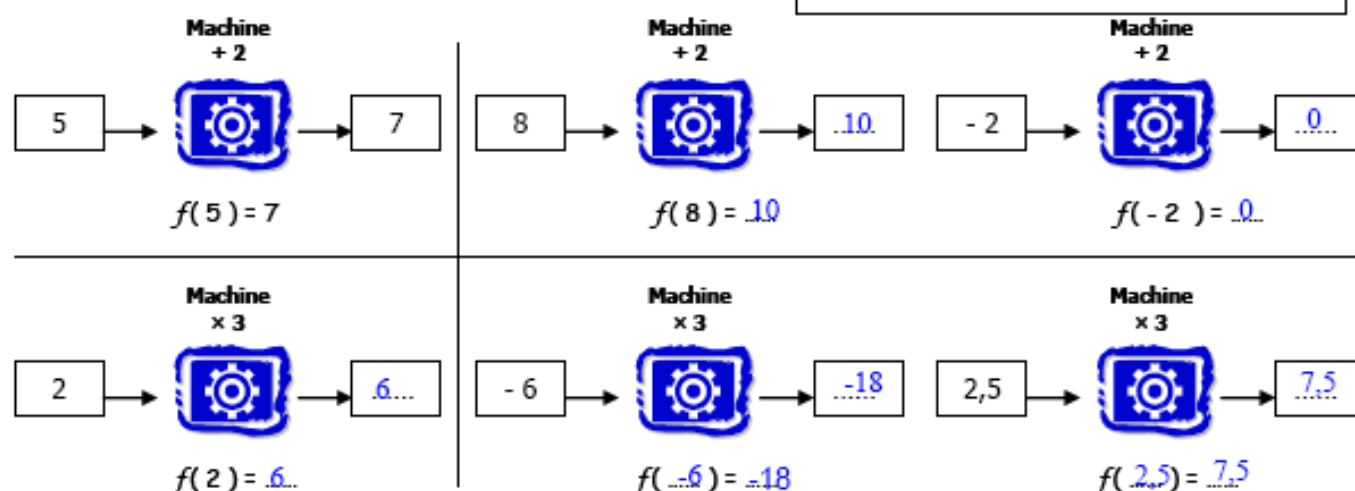 Machine
+ 2
5
7
f( 5 ) = 7
Machine
+ 2
8
10
f( 8 ) = 10
Machine
+ 2
- 2
0
f( - 2 ) = 0
Machine
× 3
2
6
f( 2 ) = 6
Machine
× 3
- 6
-18
f( -6 ) = -18
Machine
× 3
2,5
7,5
f( 2,5 ) = 7,5